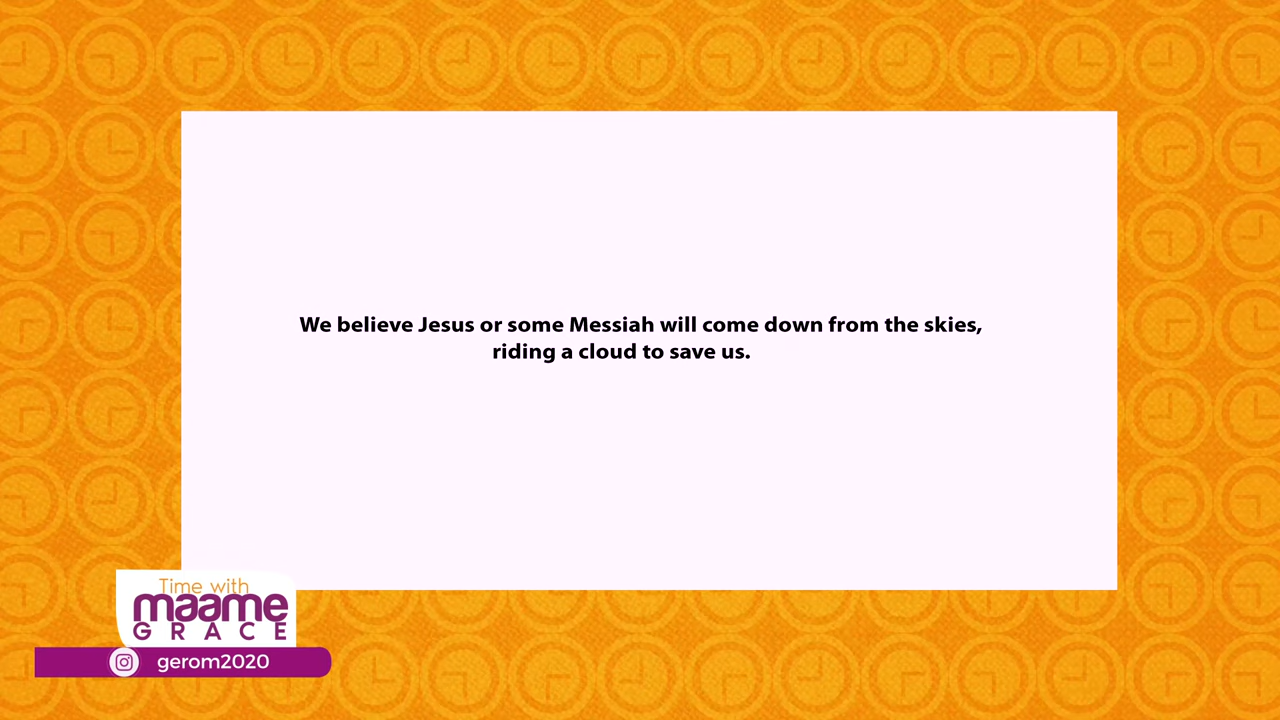 We believe Jesus or some Messiah will come down from the skies,
riding a cloud to save us.
Time with
maame
GRACE
gerom2020